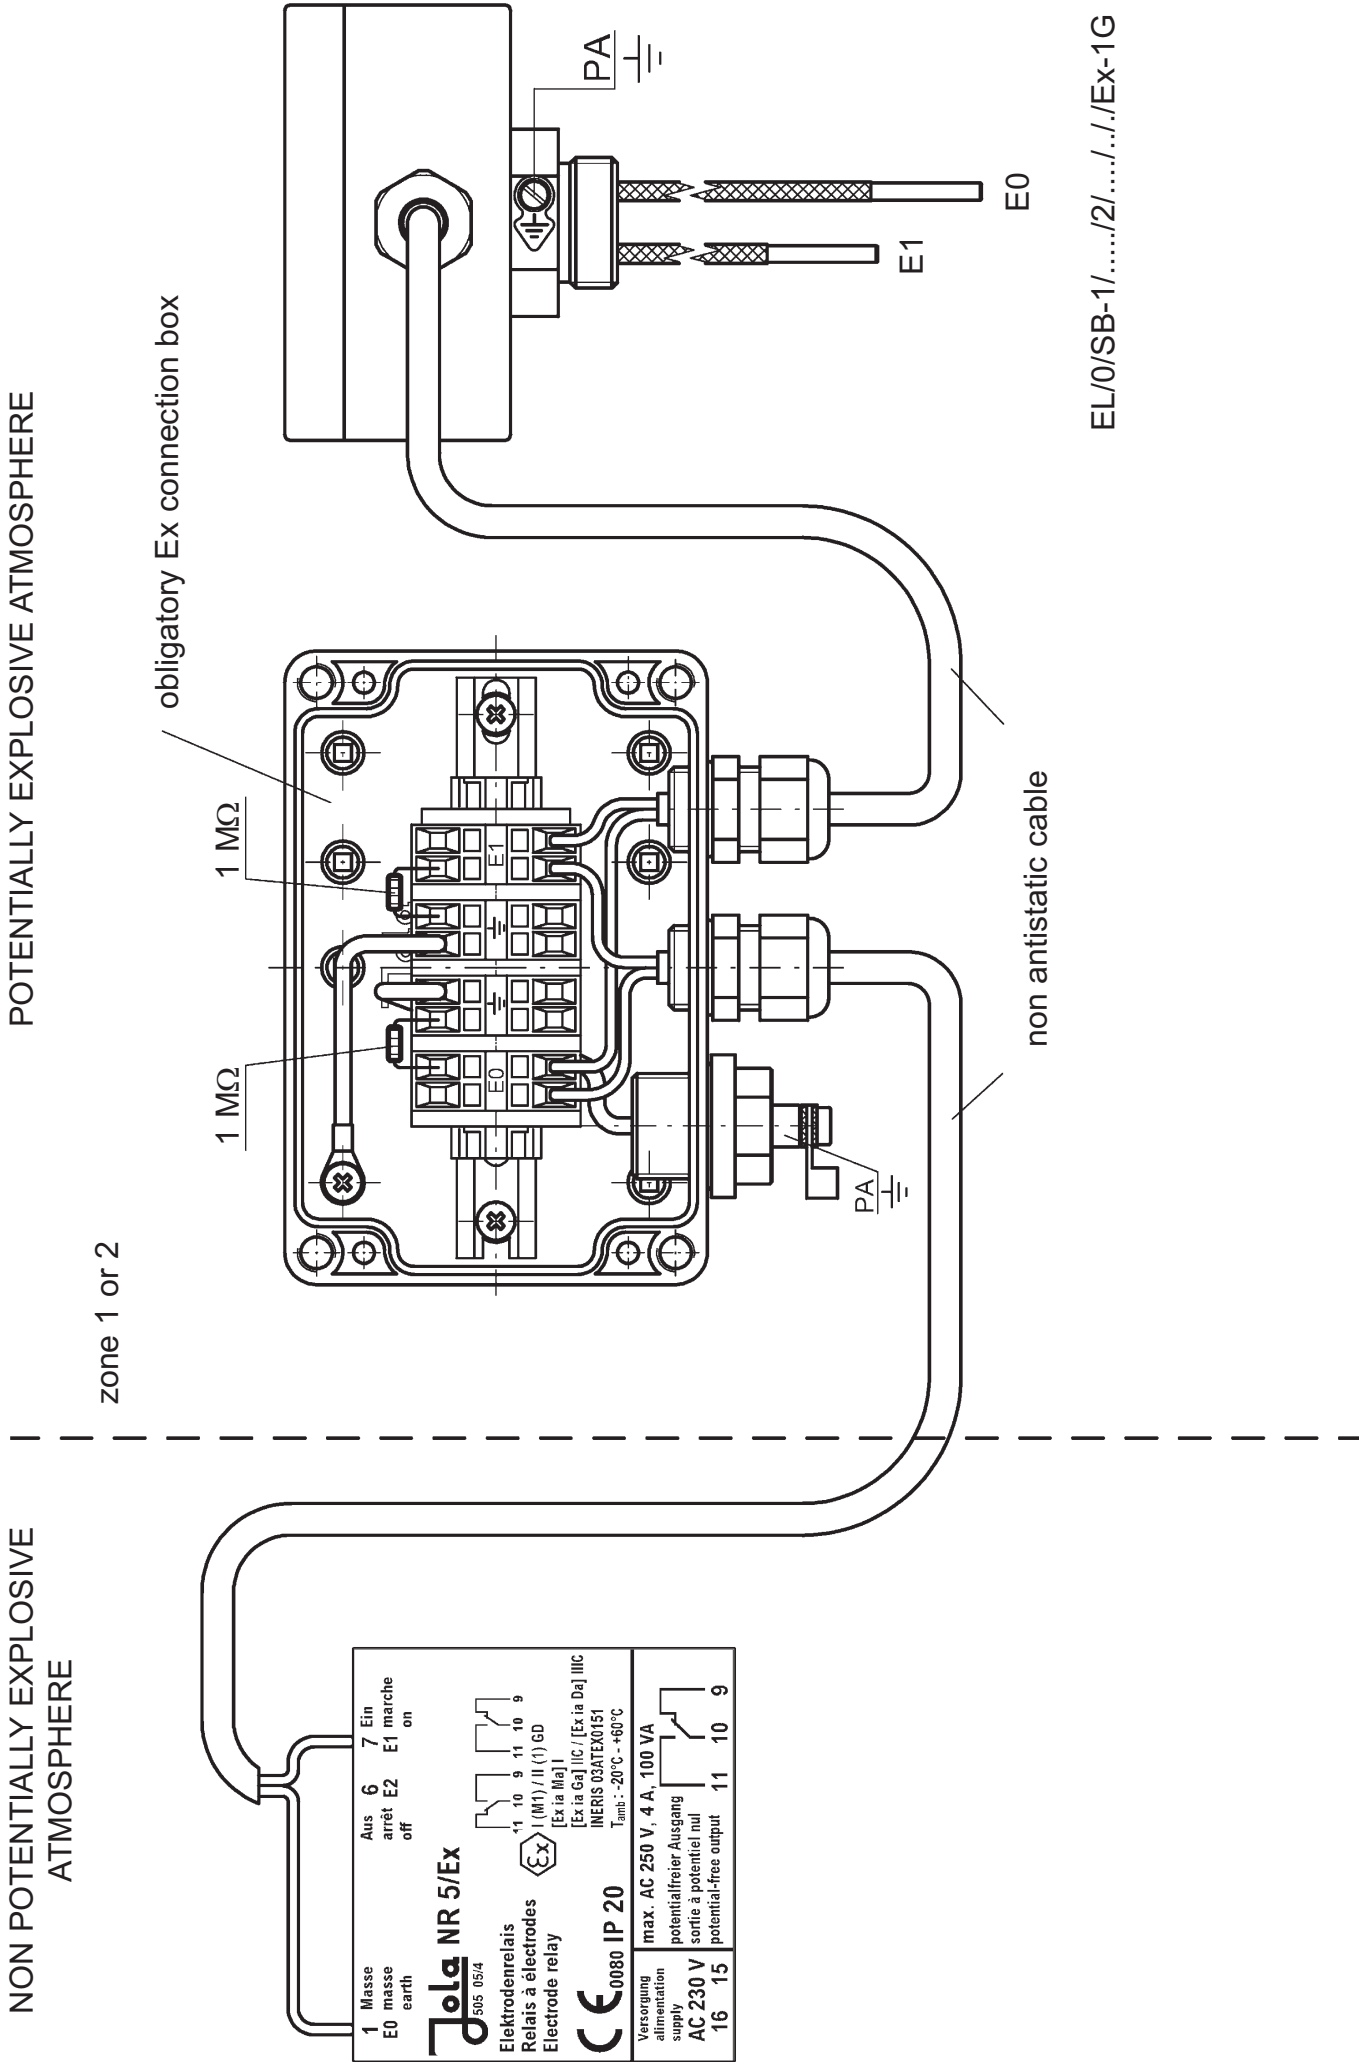 NON POTENTIALLY EXPLOSIVE
ATMOSPHERE
POTENTIALLY EXPLOSIVE ATMOSPHERE
zone 1 or 2
obligatory Ex connection box
1 MΩ
1 MΩ
E0
E1
PA
PA
E1
E0
non antistatic cable
EL/0/SB-1/....../2/...../../../Ex-1G
1 Masse
E0 masse
earth
Aus 6
arrêt E2
off
7 Ein
E1 marche
on
Jola NR 5/Ex
505 05/4
11 10 9
11 10 9
Elektrodenrelais
Relais à électrodes
Electrode relay
Ex
I (M1) / II (1) GD
[Ex ia Ma] I
[Ex ia Ga] IIC / [Ex ia Da] IIIC
INERIS 03ATEX0151
Tamb : -20°C - +60°C
CE 0080 IP 20
Versorgung
alimentation
supply
AC 230 V
16 15
max. AC 250 V, 4 A, 100 VA
potentialfreier Ausgang
sortie à potentiel nul
potential-free output
11 10 9